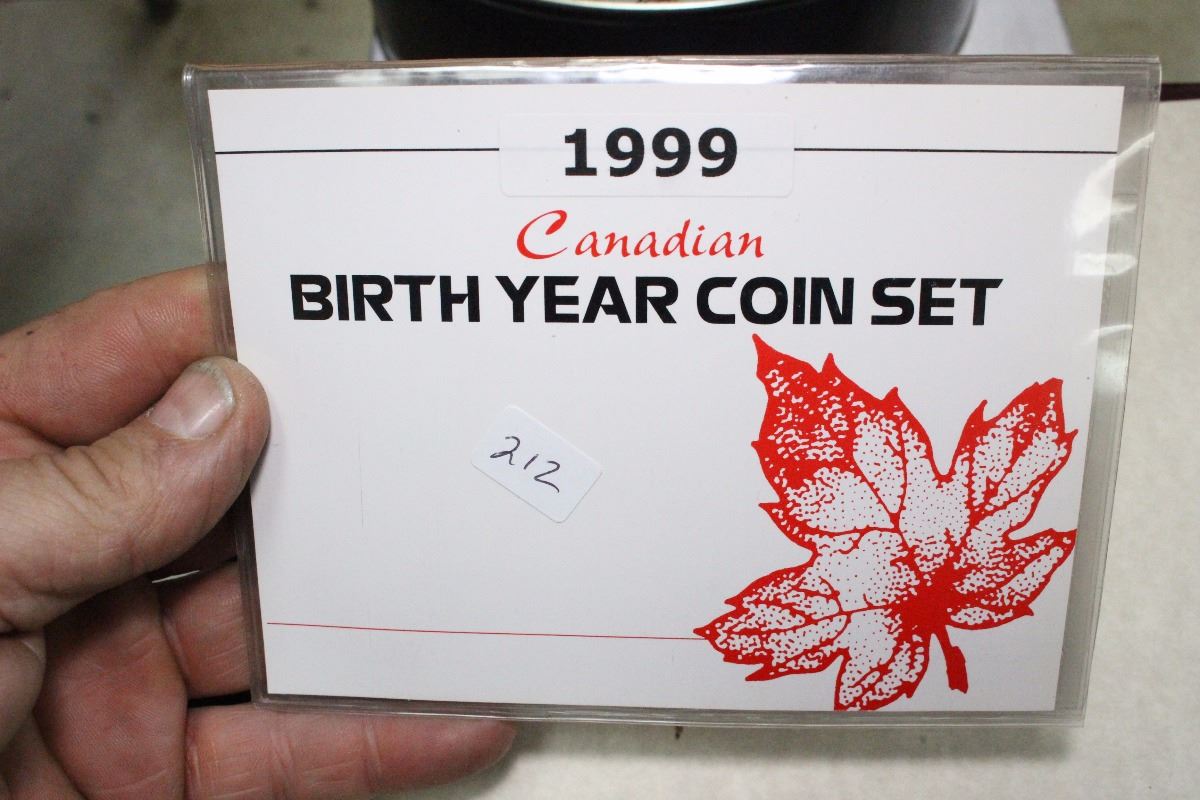 1999
Canadian
BIRTH YEAR COIN SET
212